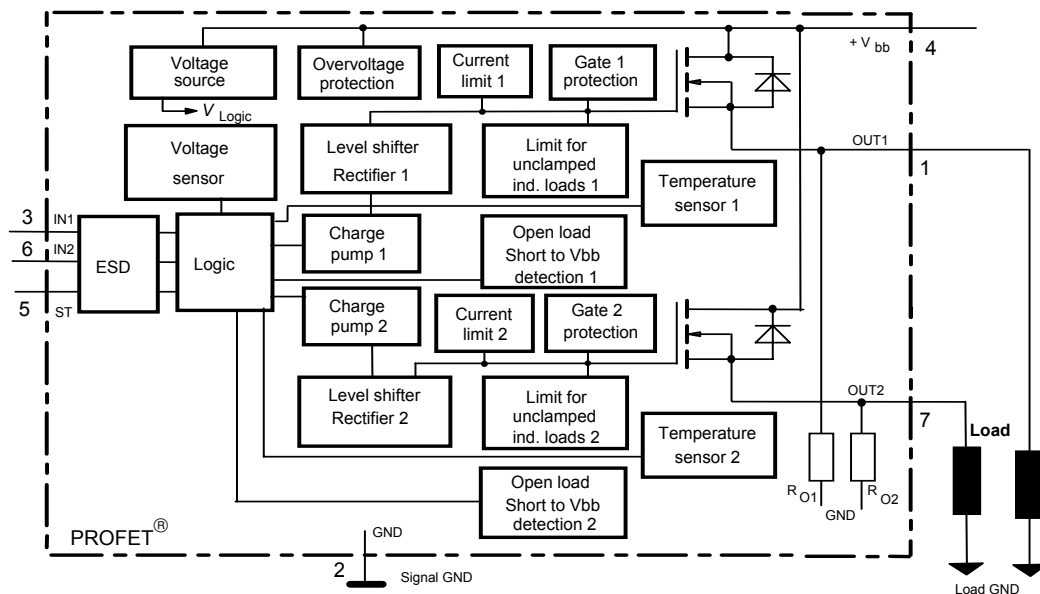 + V bb
4
Voltage
source
Overvoltage
protection
Current
limit 1
Gate 1
protection
V Logic
Voltage
sensor
Level shifter
Rectifier 1
Limit for
unclamped
ind. loads 1
OUT1
1
Temperature
sensor 1
3
IN1
6
IN2
5
ST
ESD
Logic
Charge
pump 1
Open load
Short to Vbb
detection 1
Charge
pump 2
Current
limit 2
Gate 2
protection
Level shifter
Rectifier 2
Limit for
unclamped
ind. loads 2
OUT2
7
Load
Temperature
sensor 2
R O1
R O2
GND
Open load
Short to Vbb
detection 2
PROFET®
GND
2
Signal GND
Load GND